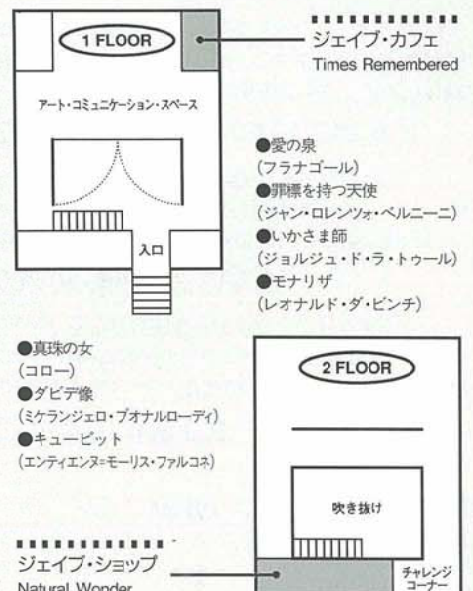 1 FLOOR
ジェイブ・カフェ
Times Remembered
アート・コミュニケーション・スペース
入口
●愛の泉
(フラナゴール)
●罪標を持つ天使
(ジャン・ロレンツォ・ベルニーニ)
●いかさま師
(ジョルジュ・ド・ラ・トゥール)
●モナリザ
(レオナルド・ダ・ビンチ)
●真珠の女
(コロー)
●ダビデ像
(ミケランジェロ・ブオナルローディ)
●キューピット
(エンティエンヌ=モーリス・ファルコネ)
2 FLOOR
吹き抜け
ジェイブ・ショップ
Natural Wonder
チャレンジ
コーナー